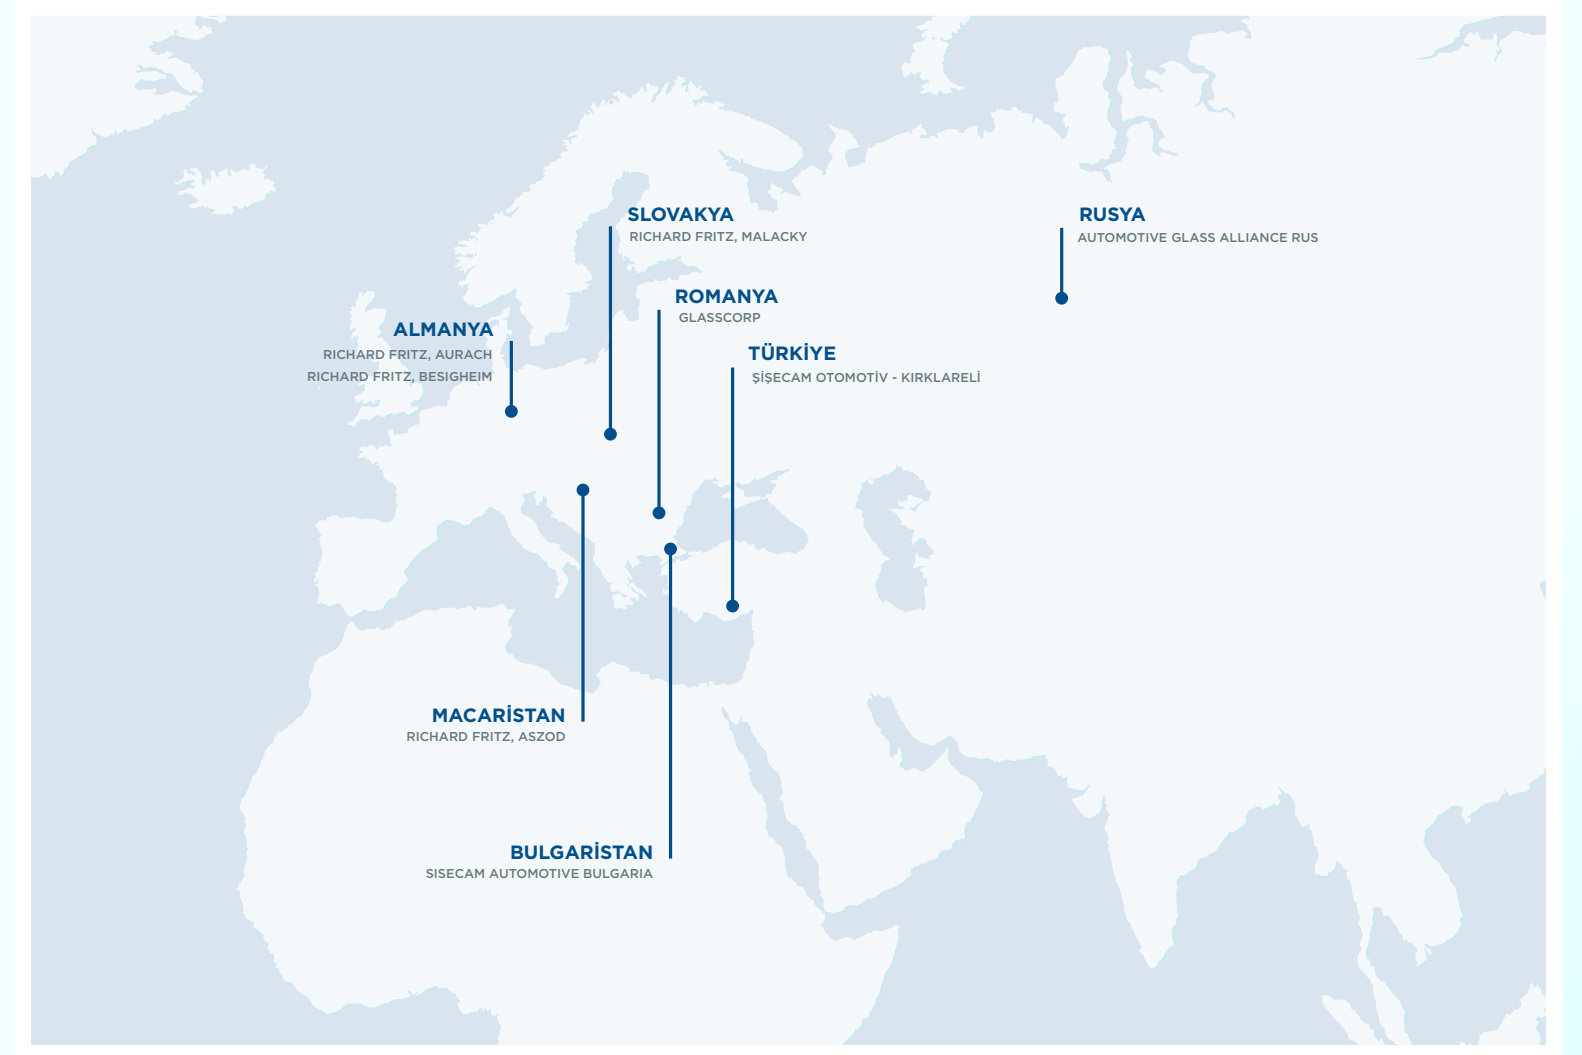 SLOVAKYA
RICHARD FRITZ, MALACKY
RUSYA
AUTOMOTIVE GLASS ALLIANCE RUS
ROMANYA
GLASSCORP
ALMANYA
RICHARD FRITZ, AURACH
RICHARD FRITZ, BESIGHEIM
TÜRKİYE
ŞİŞECAM OTOMOTİV - KIRKLARELİ
MACARİSTAN
RICHARD FRITZ, ASZOD
BULGARİSTAN
SISECAM AUTOMOTIVE BULGARIA